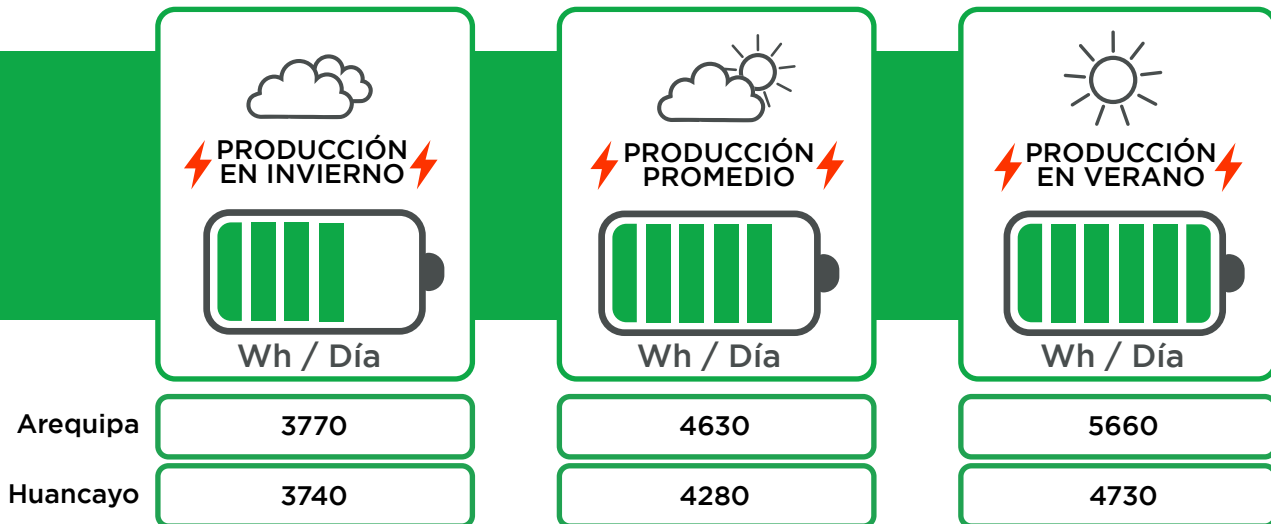 PRODUCCIÓN
EN INVIERNO
Wh / Día
PRODUCCIÓN
PROMEDIO
Wh / Día
PRODUCCIÓN
EN VERANO
Wh / Día
Arequipa 3770 4630 5660
Huancayo 3740 4280 4730